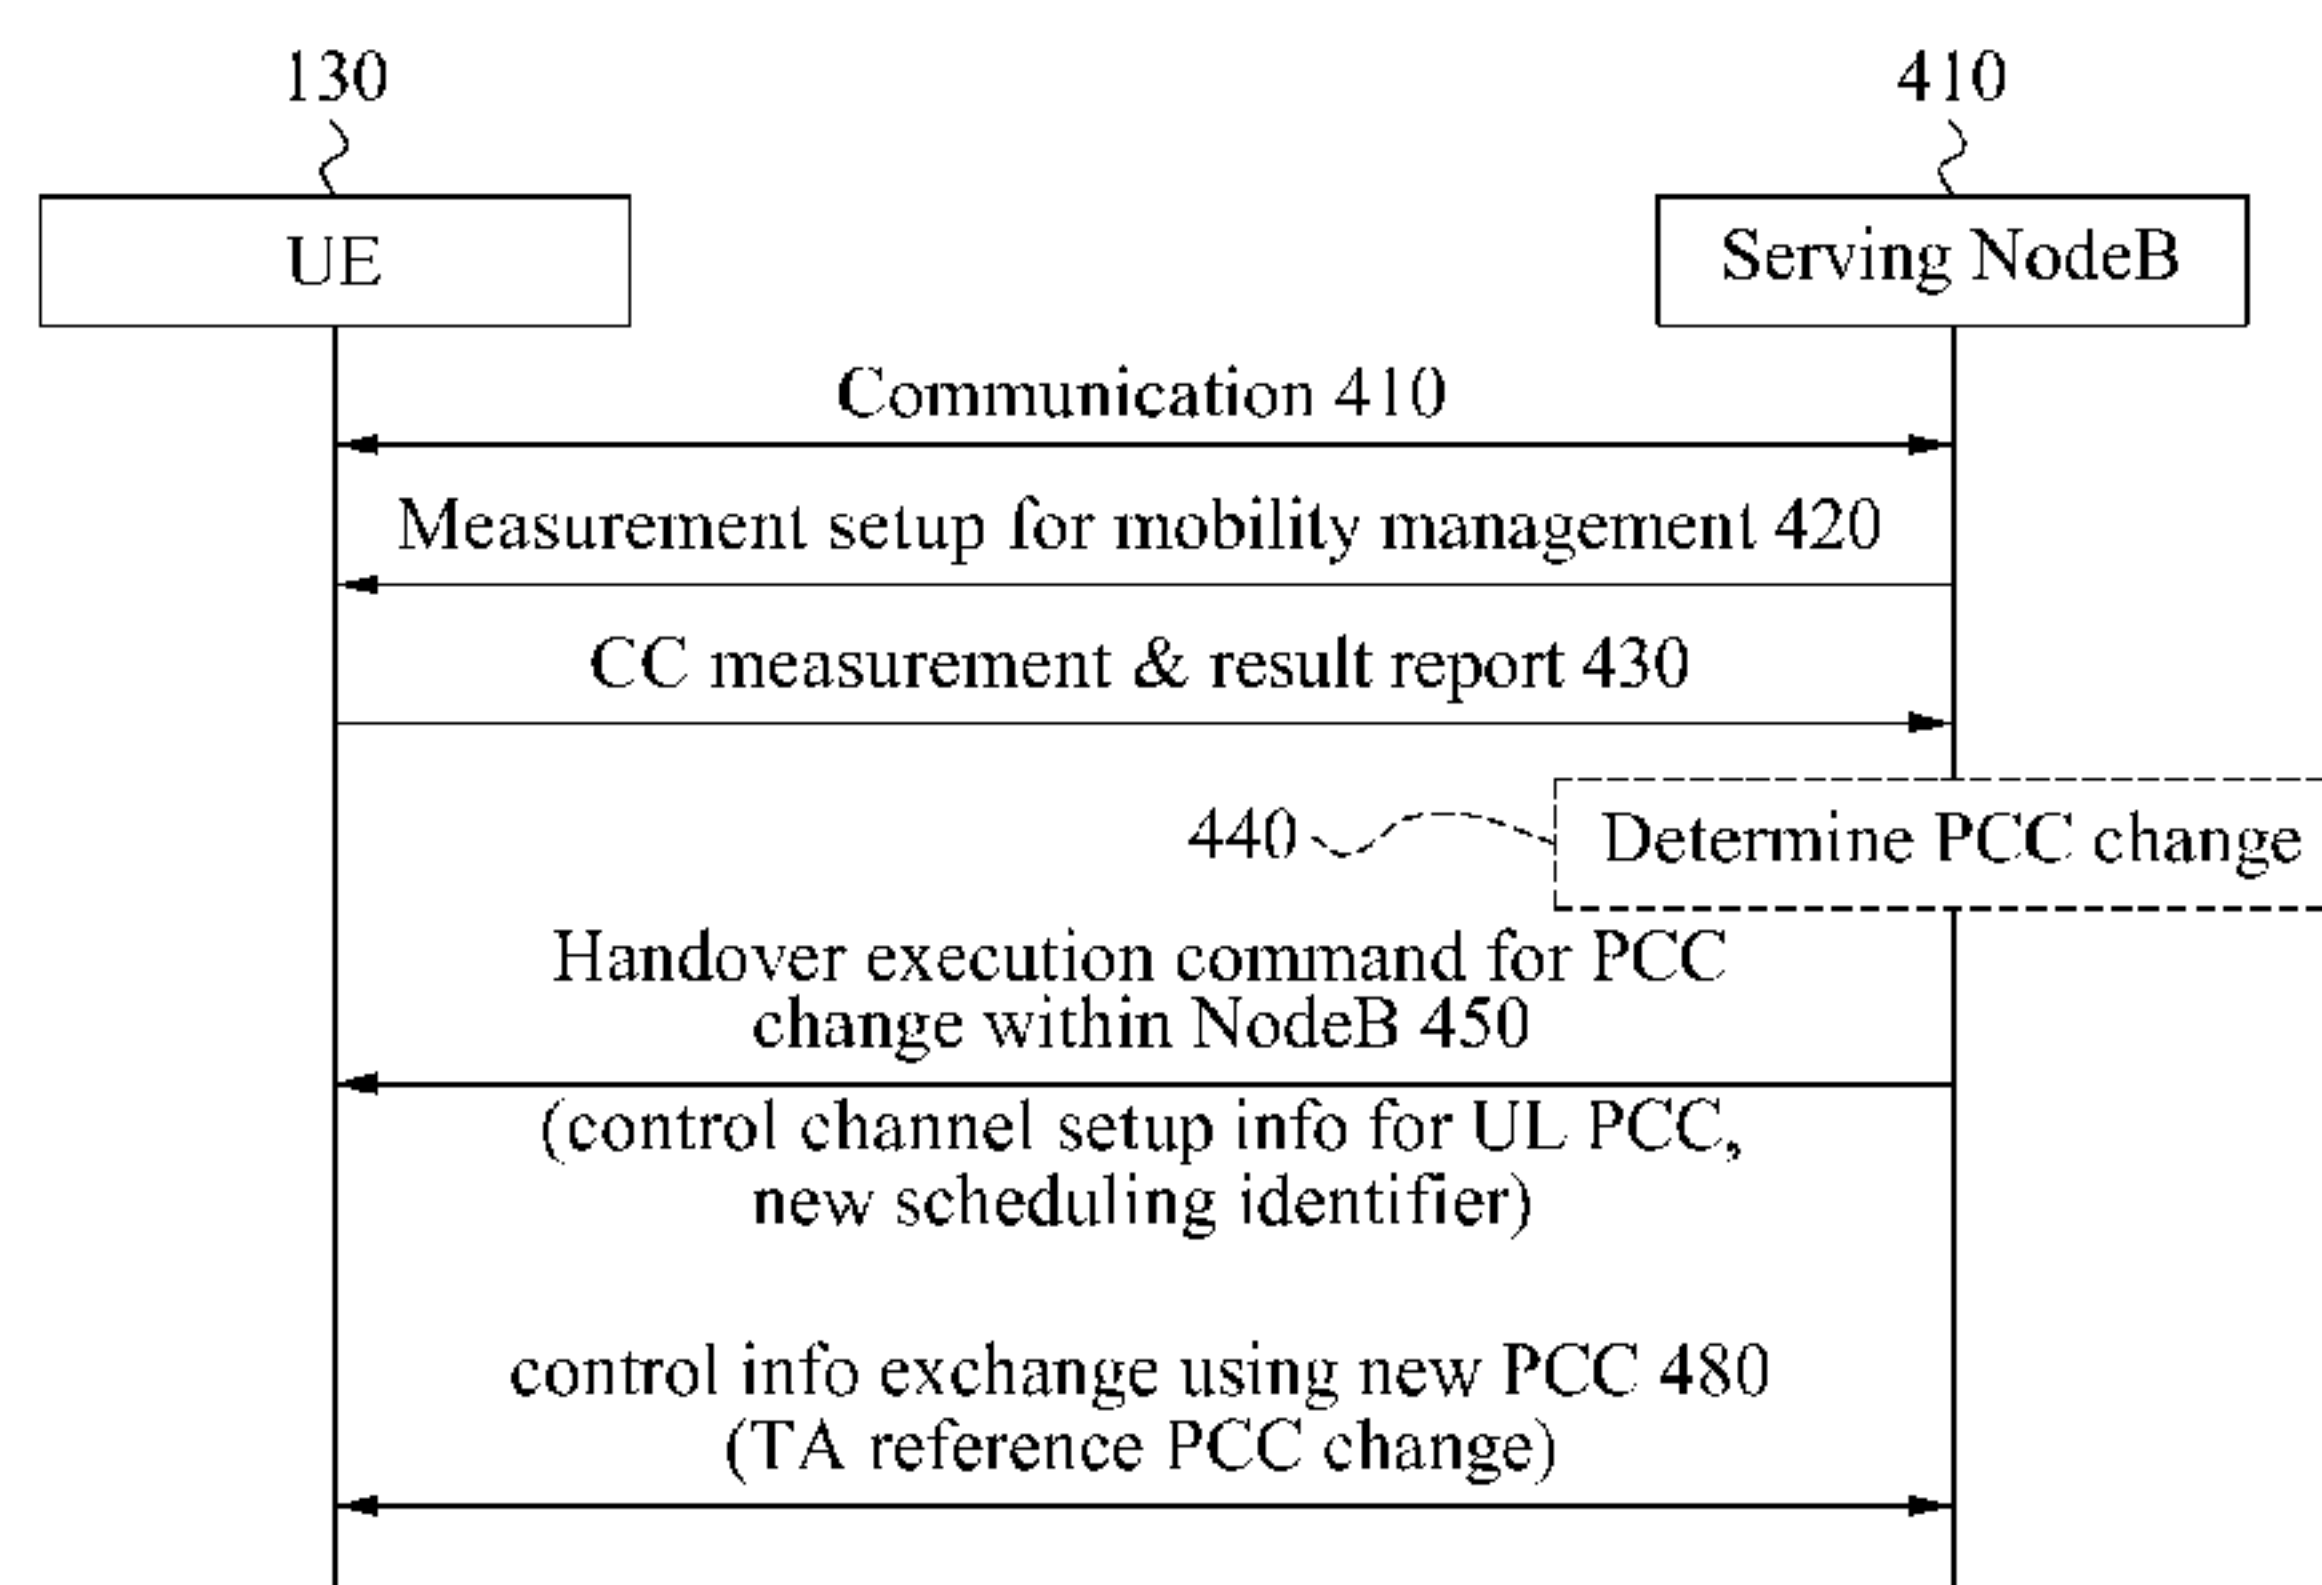 130
410
UE
Serving NodeB
Communication 410
Measurement setup for mobility management 420
CC measurement & result report 430
440
Determine PCC change
Handover execution command for PCC
change within NodeB 450
(control channel setup info for UL PCC,
new scheduling identifier)
control info exchange using new PCC 480
(TA reference PCC change)